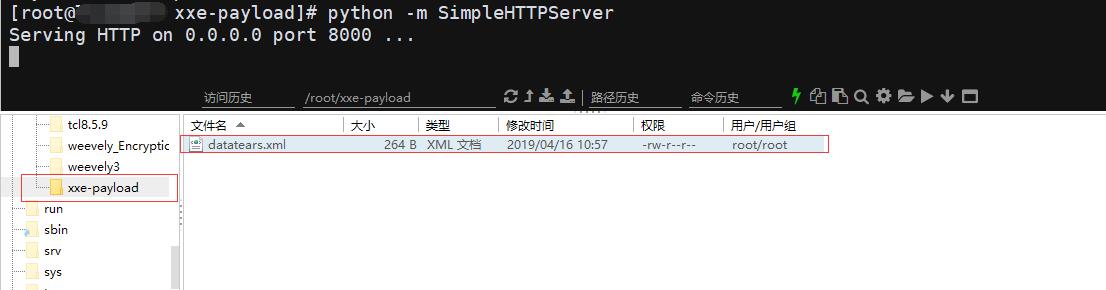 [root@ xxe-payload]# python -m SimpleHTTPServer
Serving HTTP on 0.0.0.0 port 8000 ...
访问历史 /root/xxe-payload 路径历史 命令历史
文件名 大小 类型 修改时间 权限 用户/用户组
datatears.xml 264 B XML 文档 2019/04/16 10:57 -rw-r--r-- root/root
tcl8.5.9
weevely_Encryptic
weevely3
xxe-payload
run
sbin
srv
sys